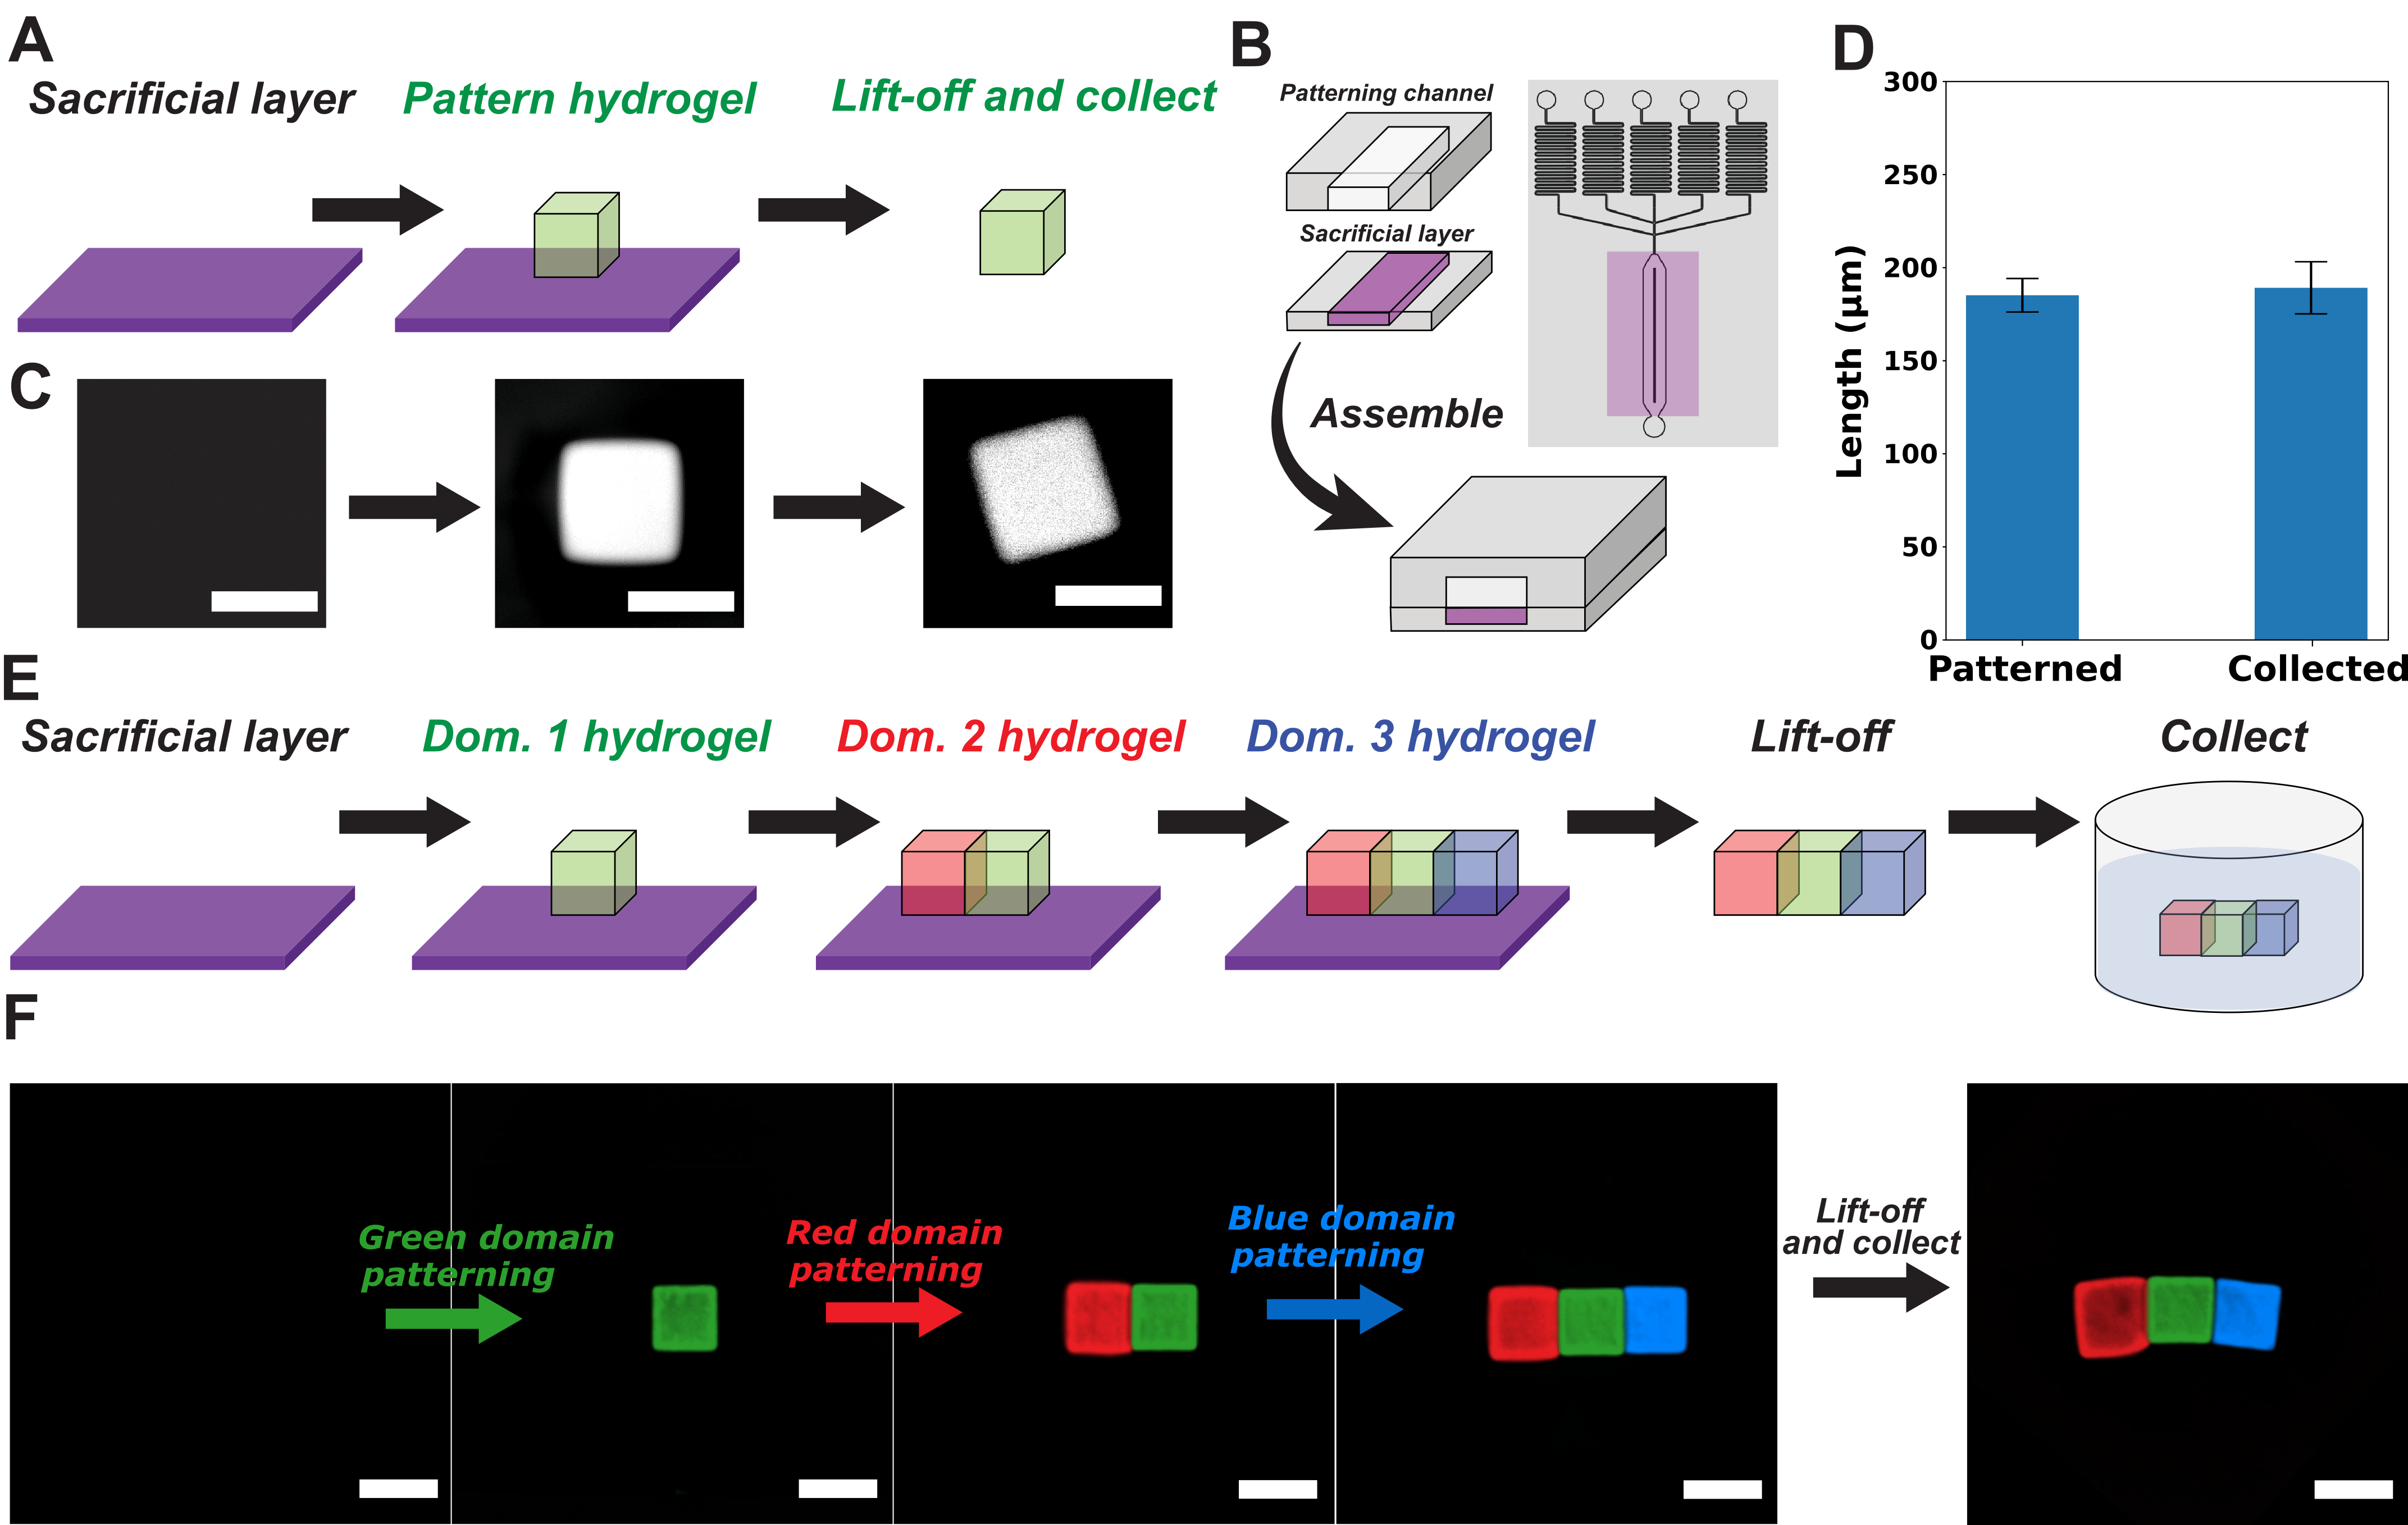 A
Sacrificial layer
Pattern hydrogel
Lift-off and collect
B
Patterning channel
Sacrificial layer
Assemble
C
D
Length (μm)
300
250
200
150
100
50
0
Patterned
Collected
E
Sacrificial layer
Dom. 1 hydrogel
Dom. 2 hydrogel
Dom. 3 hydrogel
Lift-off
Collect
F
Green domain
patterning
Red domain
patterning
Blue domain
patterning
Lift-off
and collect